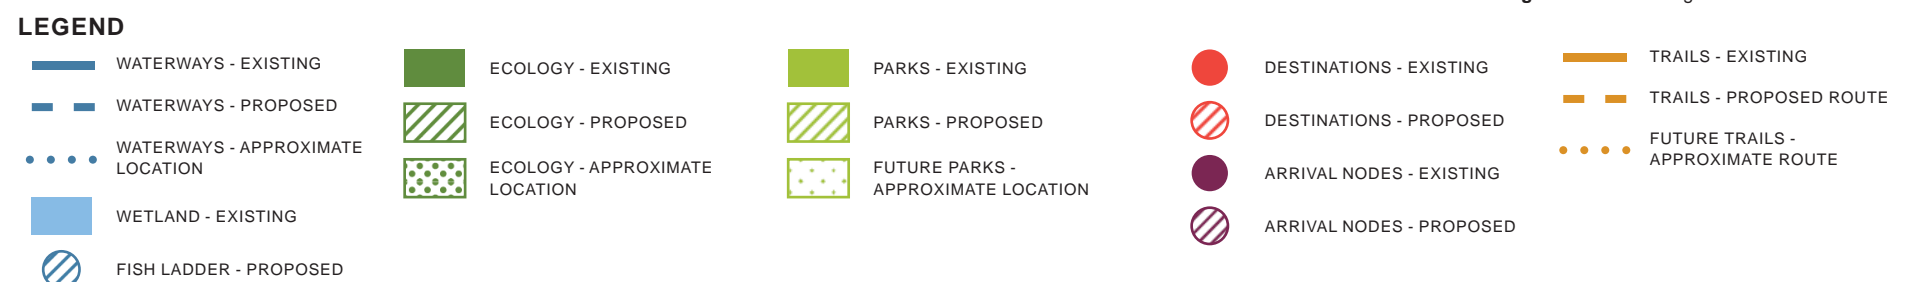 LEGEND
WATERWAYS - EXISTING
WATERWAYS - PROPOSED
WATERWAYS - APPROXIMATE
LOCATION
WETLAND - EXISTING
FISH LADDER - PROPOSED
ECOLOGY - EXISTING
ECOLOGY - PROPOSED
ECOLOGY - APPROXIMATE
LOCATION
PARKS - EXISTING
PARKS - PROPOSED
FUTURE PARKS -
APPROXIMATE LOCATION
DESTINATIONS - EXISTING
DESTINATIONS - PROPOSED
ARRIVAL NODES - EXISTING
ARRIVAL NODES - PROPOSED
TRAILS - EXISTING
TRAILS - PROPOSED ROUTE
FUTURE TRAILS -
APPROXIMATE ROUTE